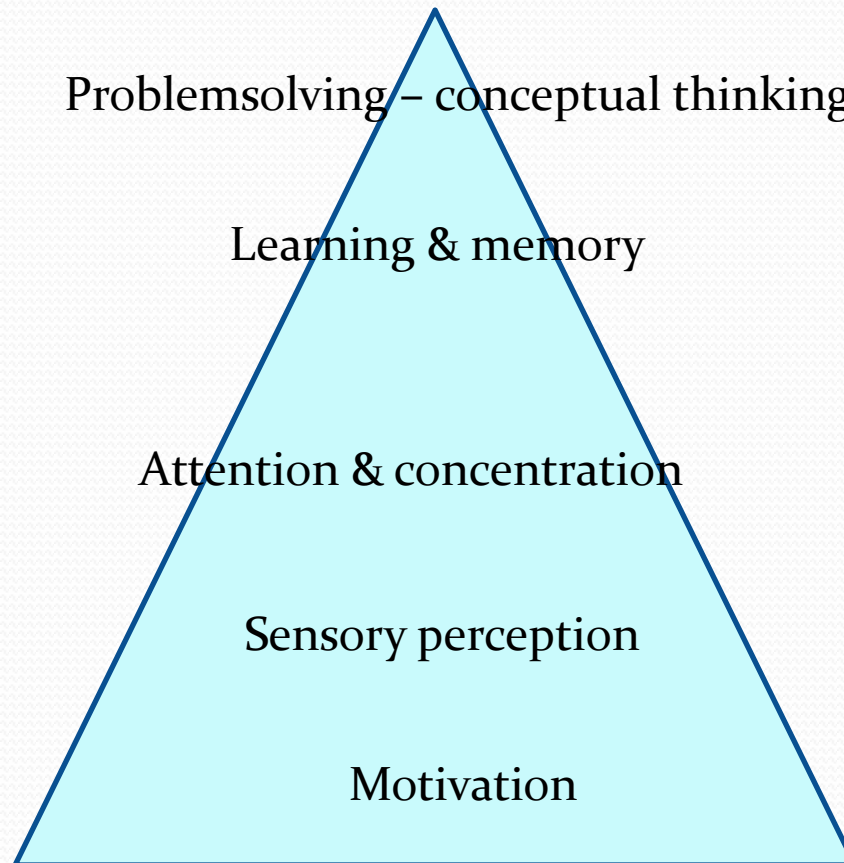 Problemsolving – conceptual thinking
Learning & memory
Attention & concentration
Sensory perception
Motivation